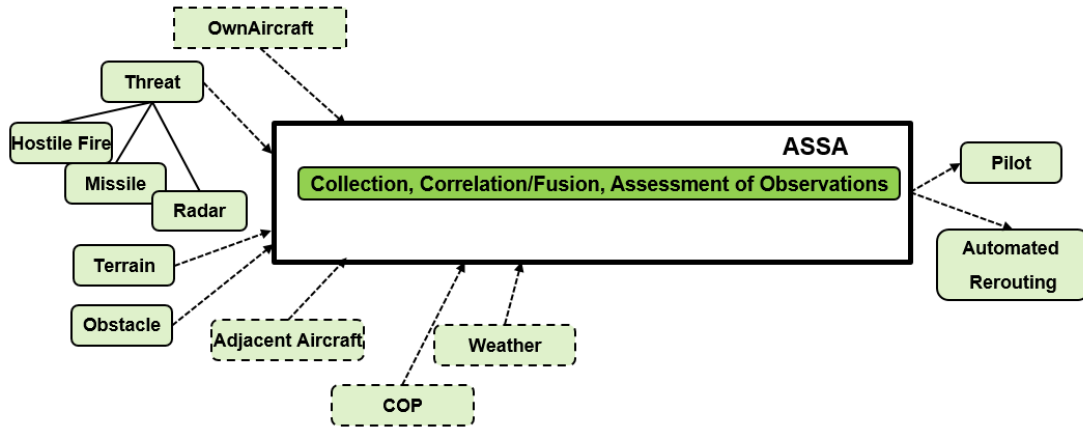 OwnAircraft
Threat
Hostile Fire
Missile
Radar
Terrain
Obstacle
Adjacent Aircraft
COP
Weather
ASSA
Collection, Correlation/Fusion, Assessment of Observations
Pilot
Automated
Rerouting